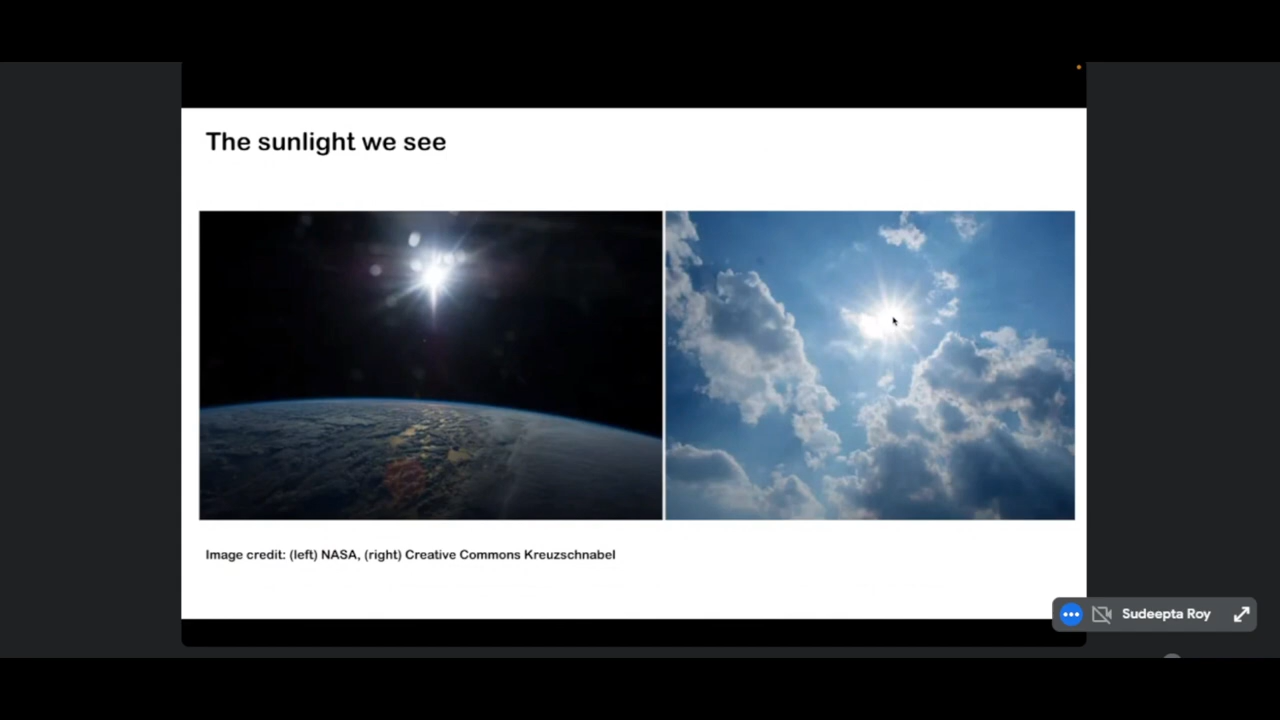 The sunlight we see
Image credit: (left) NASA, (right) Creative Commons Kreuzschnabel
Sudeepta Roy